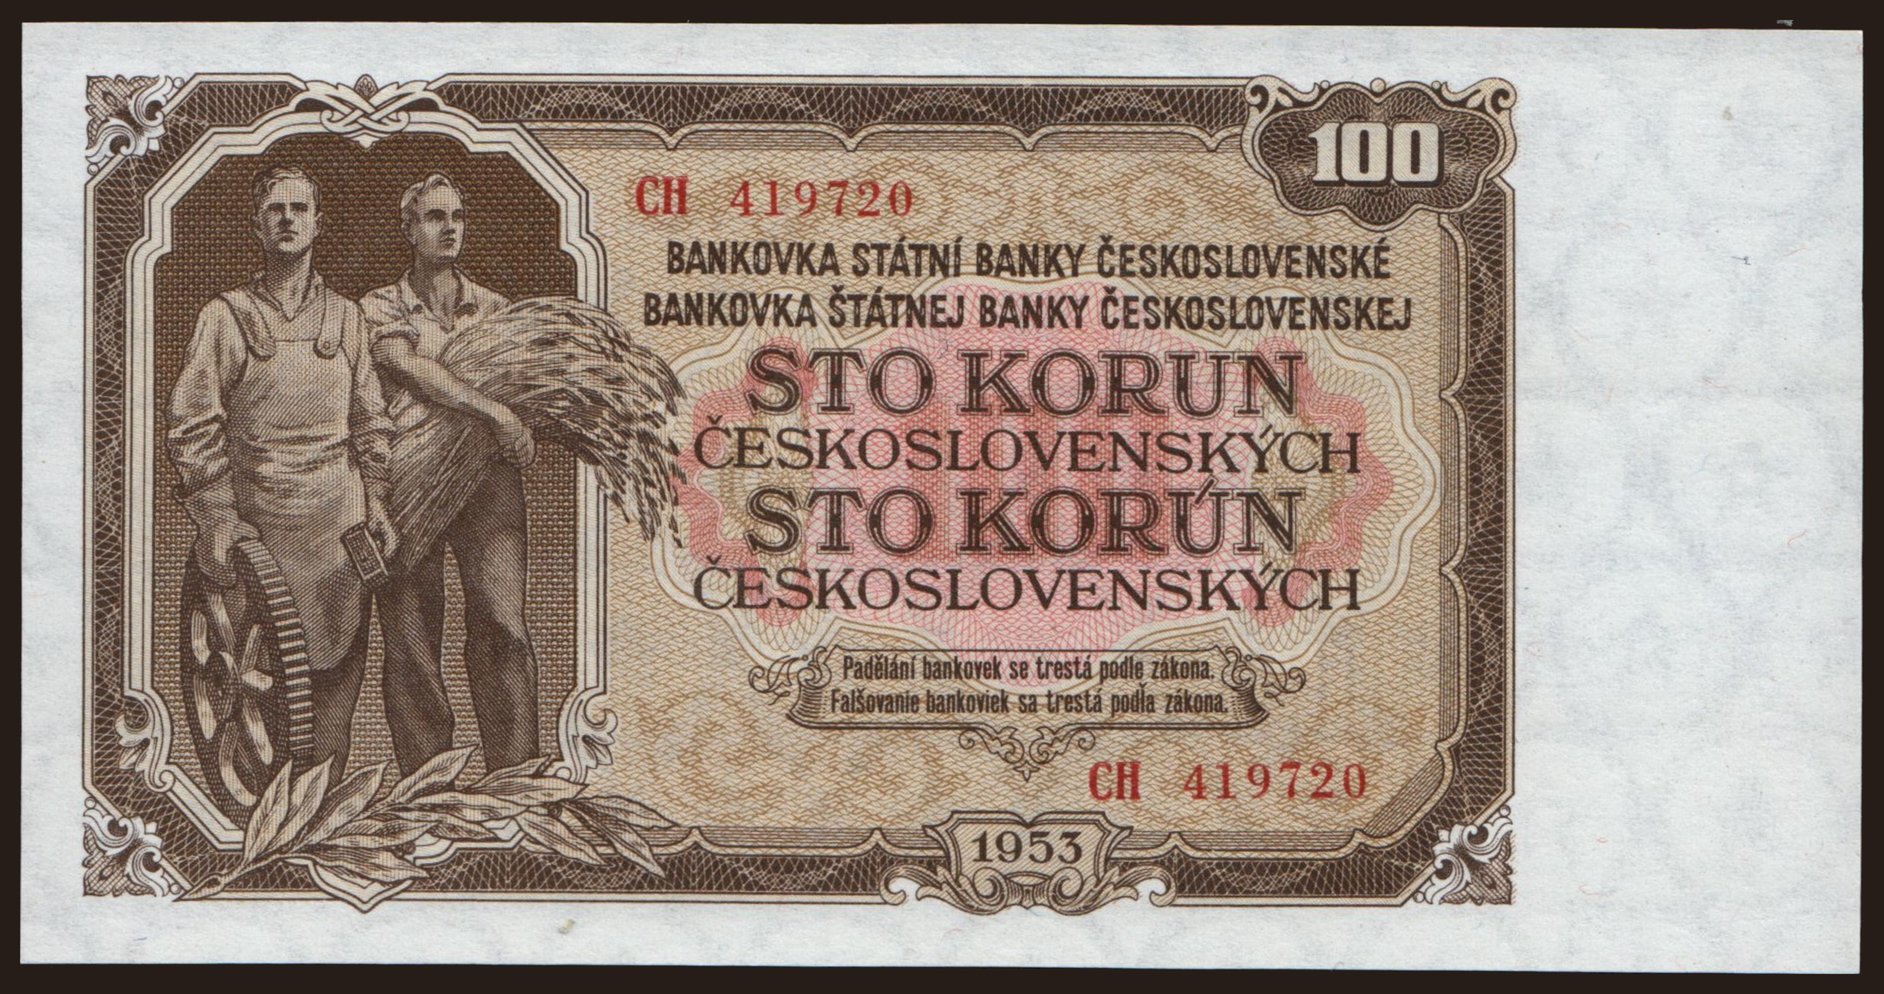 100
CH 419720
BANKOVKA STÁTNÍ BANKY ČESKOSLOVENSKÉ
BANKOVKA ŠTÁTNEJ BANKY ČESKOSLOVENSKEJ
STO KORUN
ČESKOSLOVENSKÝCH
STO KORÚN
ČESKOSLOVENSKÝCH
Padělání bankovek se trestá podle zákona.
Falšovanie bankoviek sa trestá podľa zákona.
CH 419720
1953